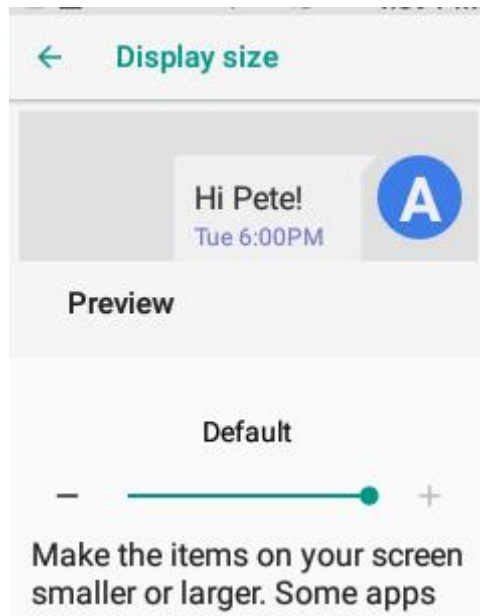 Display size
Hi Pete!
A
Tue 6:00PM
Preview
Default
Make the items on your screen
smaller or larger. Some apps